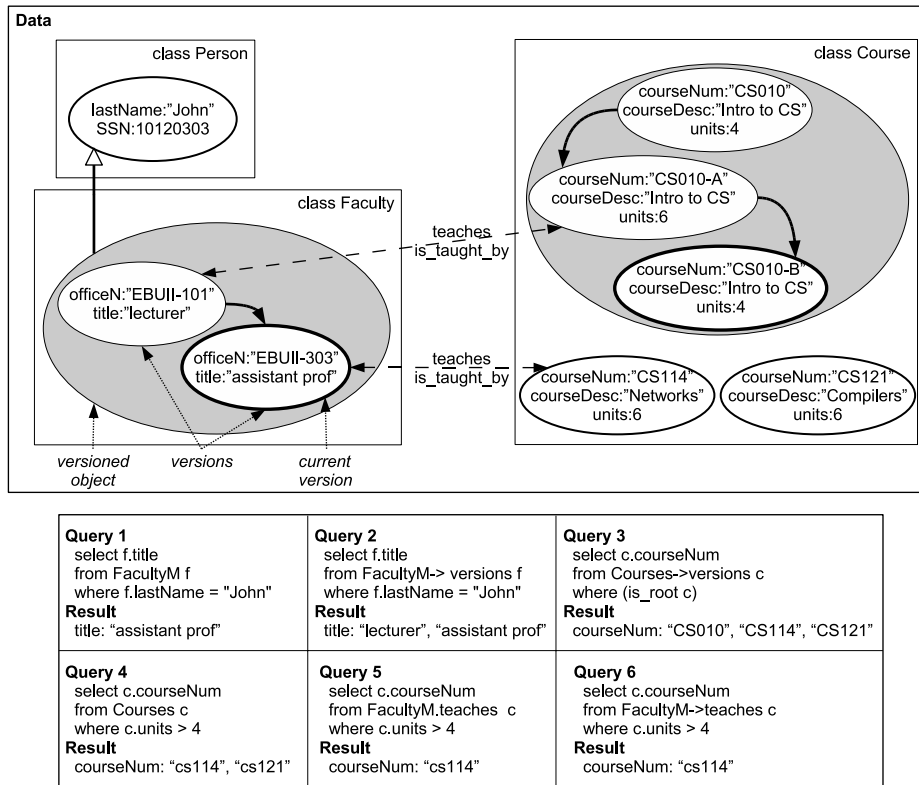 Data
class Person
lastName:"John"
SSN:10120303
class Faculty
officeN:"EBUII-101"
title:"lecturer"
officeN:"EBUII-303"
title:"assistant prof"
versioned
object
versions
current
version
teaches
is_taught_by
teaches
is_taught_by
class Course
courseNum:"CS010"
courseDesc:"Intro to CS"
units:4
courseNum:"CS010-A"
courseDesc:"Intro to CS"
units:6
courseNum:"CS010-B"
courseDesc:"Intro to CS"
units:4
courseNum:"CS114"
courseDesc:"Networks"
units:6
courseNum:"CS121"
courseDesc:"Compilers"
units:6
Query 1
select f.title
from FacultyM f
where f.lastName = "John"
Result
title: “assistant prof”
Query 2
select f.title
from FacultyM-> versions f
where f.lastName = "John"
Result
title: “lecturer”, “assistant prof”
Query 3
select c.courseNum
from Courses->versions c
where (is_root c)
Result
courseNum: “CS010”, “CS114”, “CS121”
Query 4
select c.courseNum
from Courses c
where c.units > 4
Result
courseNum: “cs114”, “cs121”
Query 5
select c.courseNum
from FacultyM.teaches c
where c.units > 4
Result
courseNum: “cs114”
Query 6
select c.courseNum
from FacultyM->teaches c
where c.units > 4
Result
courseNum: “cs114”